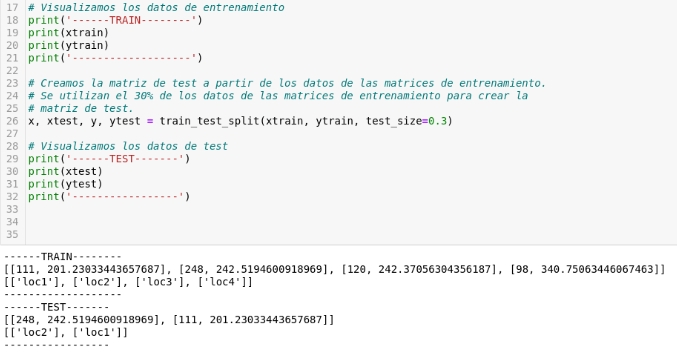 17 # Visualizamos los datos de entrenamiento
18 print('------TRAIN--------')
19 print(xtrain)
20 print(ytrain)
21 print('-------------------')
22
23 # Creamos la matriz de test a partir de los datos de las matrices de entrenamiento.
24 # Se utilizan el 30% de los datos de las matrices de entrenamiento para crear la
25 # matriz de test.
26 x, xtest, y, ytest = train_test_split(xtrain, ytrain, test_size=0.3)
27
28 # Visualizamos los datos de test
29 print('------TEST-------')
30 print(xtest)
31 print(ytest)
32 print('-----------------')
33
34
35
------TRAIN--------
[[111, 201.23033443657687], [248, 242.5194600918969], [120, 242.37056304356187], [98, 340.75063446067463]]
[['loc1'], ['loc2'], ['loc3'], ['loc4']]
-------------------
------TEST-------
[[248, 242.5194600918969], [111, 201.23033443657687]]
[['loc2'], ['loc1']]
-----------------